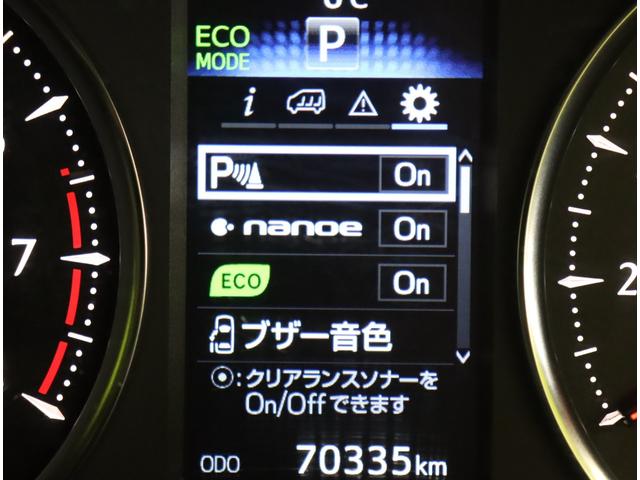 ECO
MODE
P
i
P On
nanoe On
ECO On
ブザー音色
:クリアランスソナーを
On/Offできます
ODO 70335km
7
2